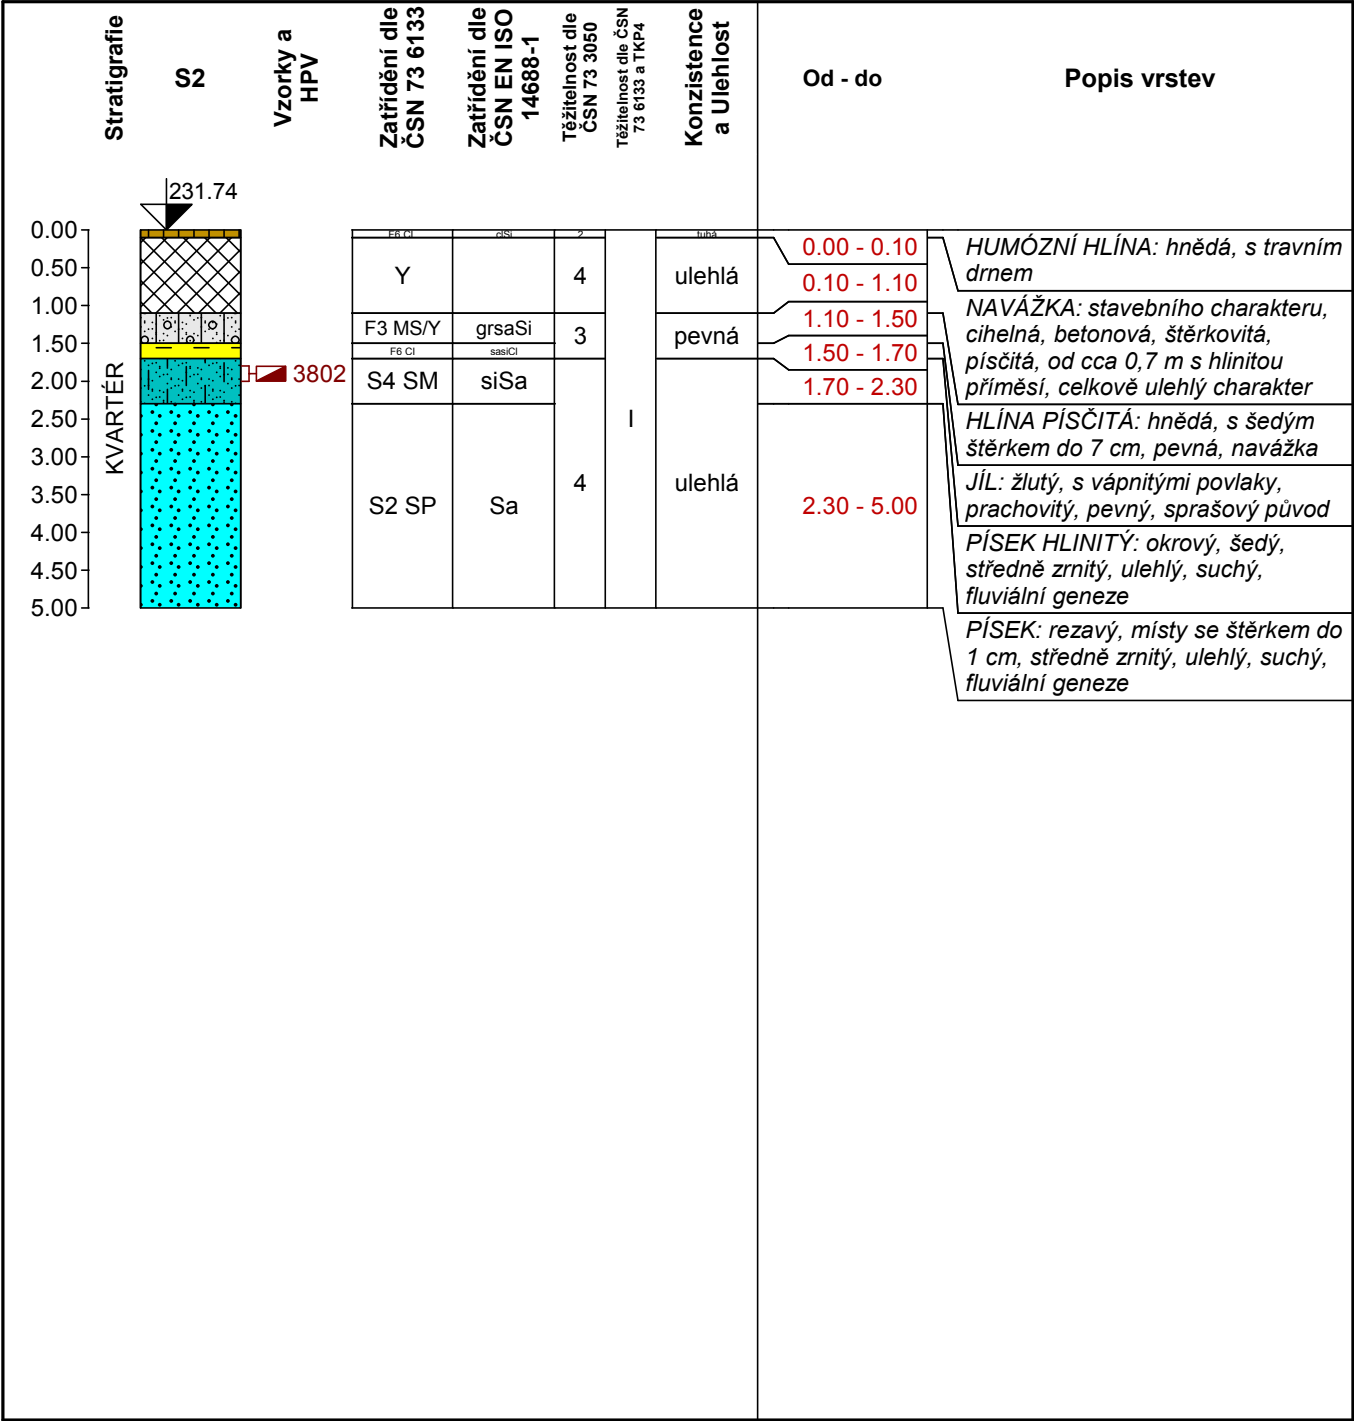 Stratigrafie
S2
Vzorky a
HPV
Zatřídění dle
ČSN 73 6133
Zatřídění dle
ČSN EN ISO
14688-1
Těžitelnost dle
ČSN 73 3050
Těžitelnost dle ČSN
73 6133 a TKP4
Konzistence
a Ulehlost
Od - do
Popis vrstev
231.74
0.00
0.50
1.00
1.50
2.00
2.50
3.00
3.50
4.00
4.50
5.00
KVARTÉR
3802
F6 CI
clSi
2
tuhá
Y
4
ulehlá
F3 MS/Y
grsaSi
3
pevná
F6 CI
sasiCl
S4 SM
siSa
I
S2 SP
Sa
4
ulehlá
0.00 - 0.10
0.10 - 1.10
1.10 - 1.50
1.50 - 1.70
1.70 - 2.30
2.30 - 5.00
HUMÓZNÍ HLÍNA: hnědá, s travním
drnem
NAVÁŽKA: stavebního charakteru,
cihelná, betonová, štěrkovitá,
písčitá, od cca 0,7 m s hlinitou
příměsí, celkově ulehlý charakter
HLÍNA PÍSČITÁ: hnědá, s šedým
štěrkem do 7 cm, pevná, navážka
JÍL: žlutý, s vápnitými povlaky,
prachovitý, pevný, sprašový původ
PÍSEK HLINITÝ: okrový, šedý,
středně zrnitý, ulehlý, suchý,
fluviální geneze
PÍSEK: rezavý, místy se štěrkem do
1 cm, středně zrnitý, ulehlý, suchý,
fluviální geneze